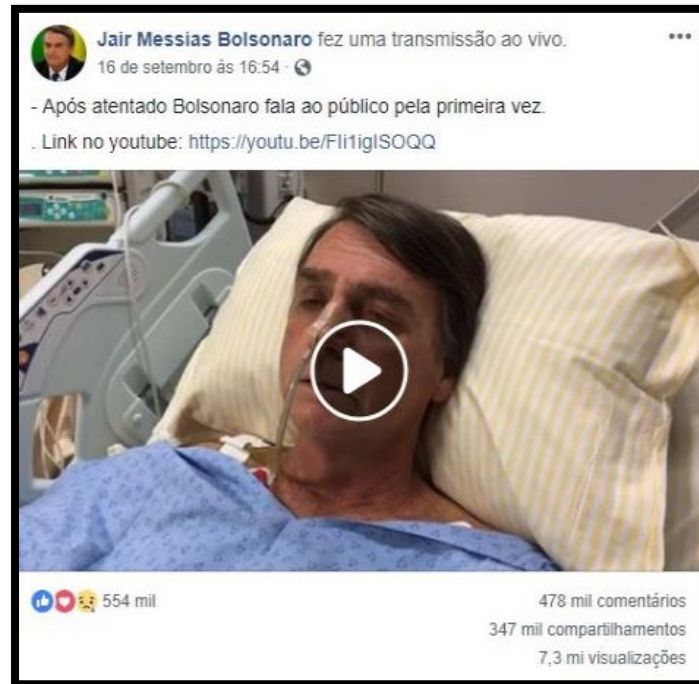 Jair Messias Bolsonaro fez uma transmissão ao vivo.
16 de setembro às 16:54 ·
- Após atentado Bolsonaro fala ao público pela primeira vez.
. Link no youtube: https://youtu.be/FIi1igISOQQ
554 mil
478 mil comentários
347 mil compartilhamentos
7,3 mi visualizações